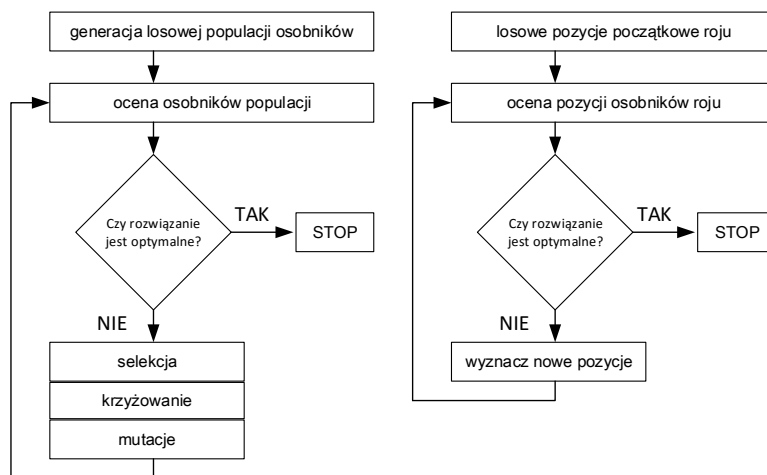 generacja losowej populacji osobników
ocena osobników populacji
Czy rozwiązanie
jest optymalne?
TAK
STOP
NIE
selekcja
krzyżowanie
mutacje
losowe pozycje początkowe roju
ocena pozycji osobników roju
Czy rozwiązanie
jest optymalne?
TAK
STOP
NIE
wyznacz nowe pozycje